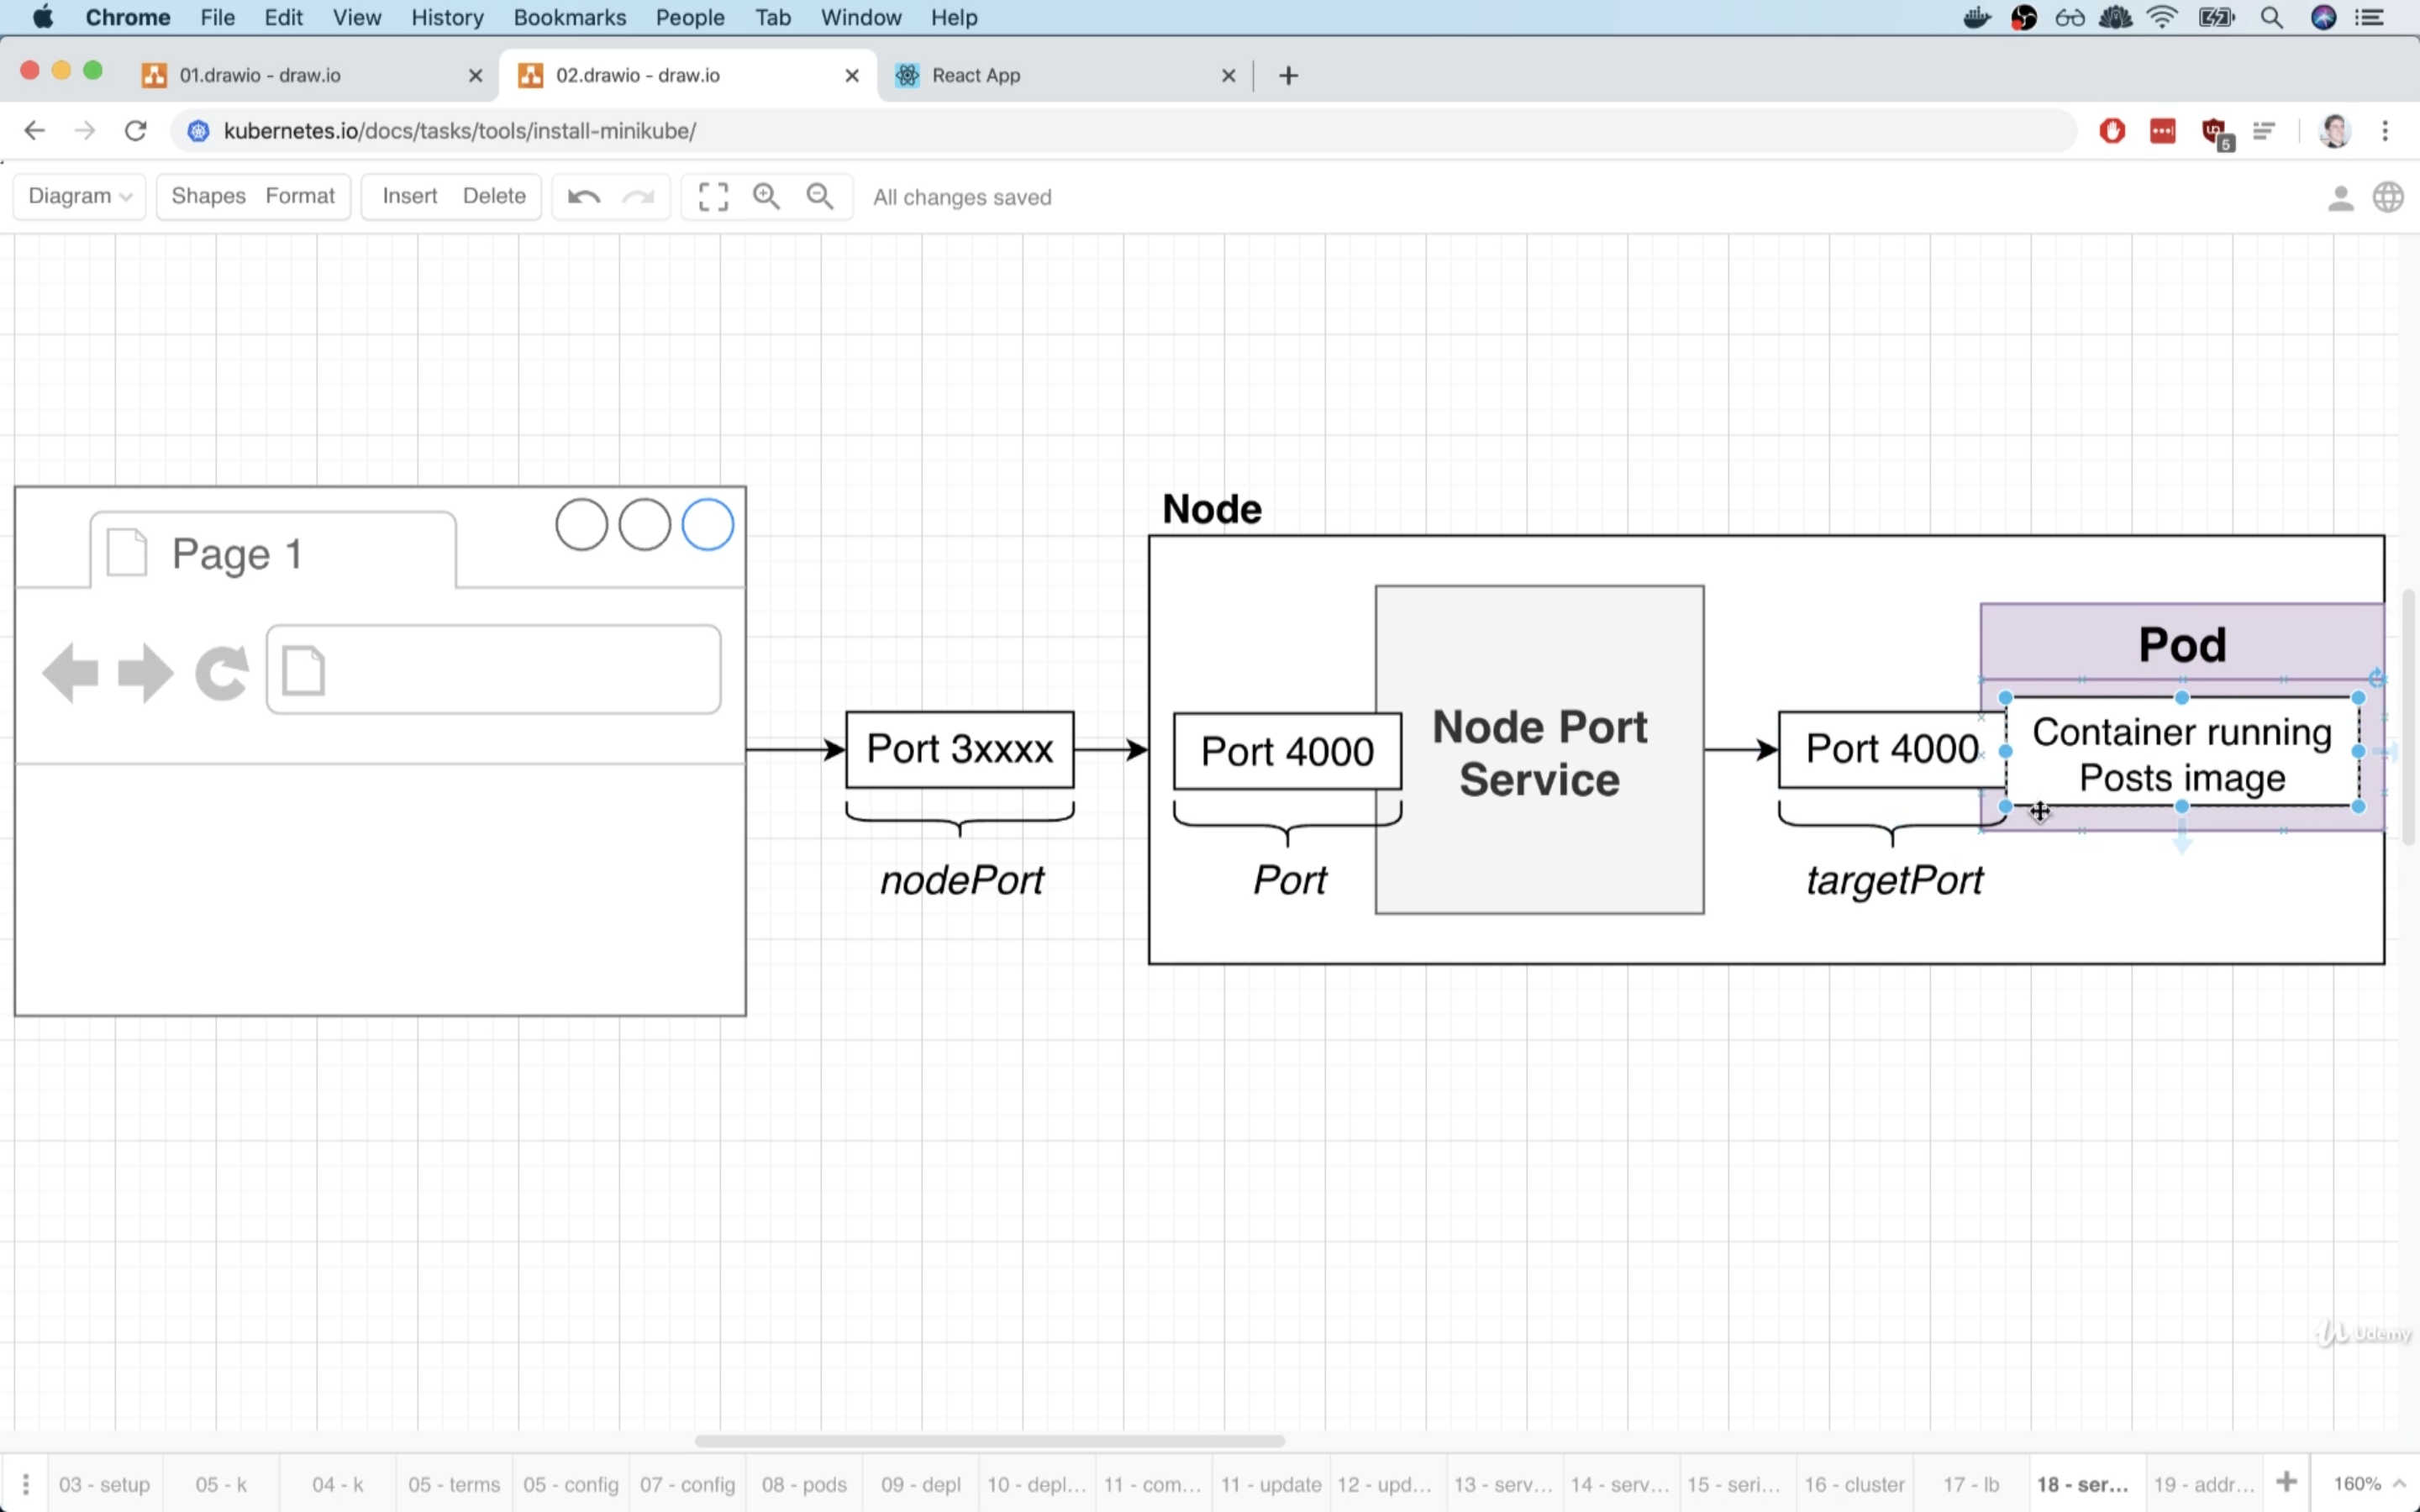 Chrome File Edit View History Bookmarks People Tab Window Help
01.drawio - draw.io
02.drawio - draw.io
React App
kubernetes.io/docs/tasks/tools/install-minikube/
5
Diagram Shapes Format Insert Delete All changes saved
Page 1
Node
Pod
Port 3xxxx
Port 4000
Node Port
Service
Port 4000
Container running
Posts image
nodePort
Port
targetPort
Udemy
03 - setup
05 - k
04 - k
05 - terms
05 - config
07 - config
08 - pods
09 - depl
10 - depl...
11 - com...
11 - update
12 - upd...
13 - serv...
14 - serv...
15 - seri...
16 - cluster
17 - lb
18 - ser...
19 - addr...
160%